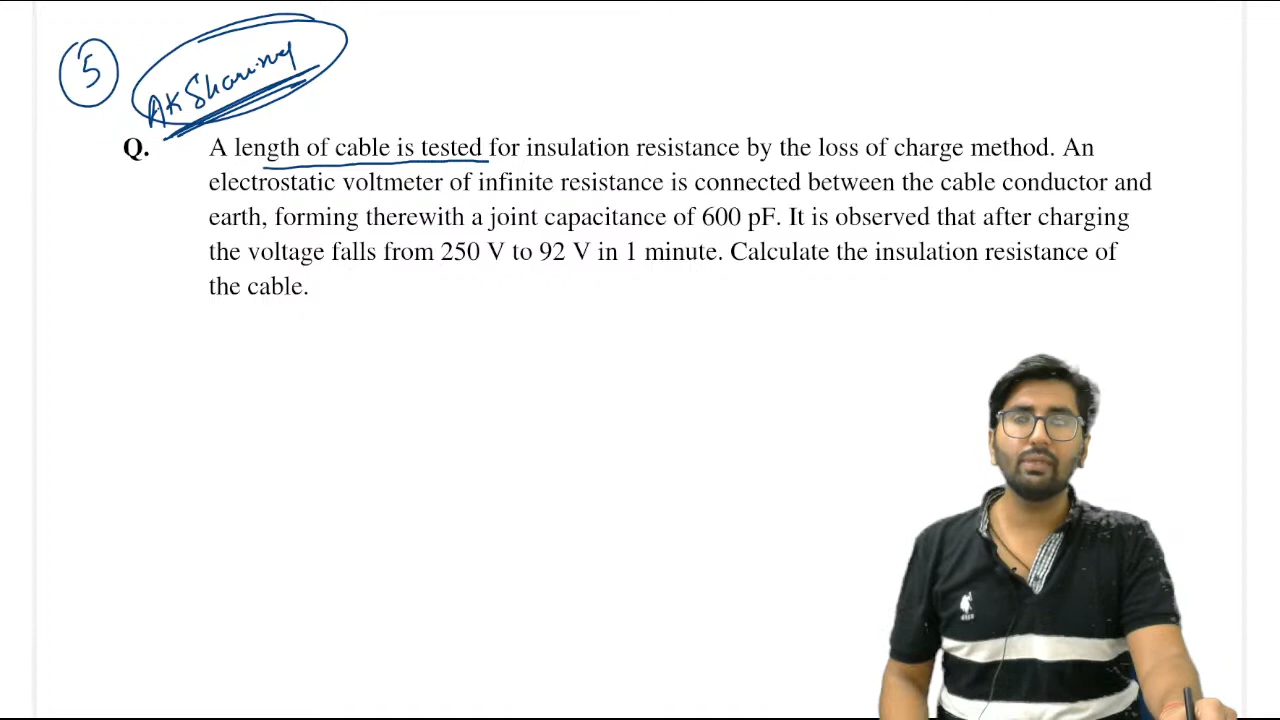 5
AK Sharma
Q. A length of cable is tested for insulation resistance by the loss of charge method. An
electrostatic voltmeter of infinite resistance is connected between the cable conductor and
earth, forming therewith a joint capacitance of 600 pF. It is observed that after charging
the voltage falls from 250 V to 92 V in 1 minute. Calculate the insulation resistance of
the cable.